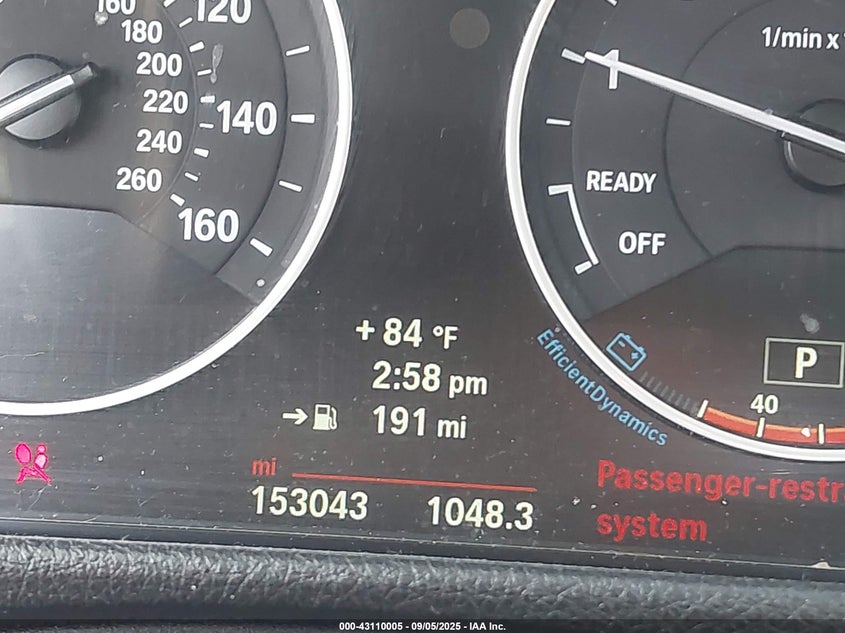 160
120
180
200
220
140
240
260
160
1/min x
1
READY
OFF
+ 84 °F
2:58 pm
191 mi
EfficientDynamics
P
40
mi
153043 1048.3
Passenger-restr
system
000-43110005 - 09/05/2025 - IAA Inc.